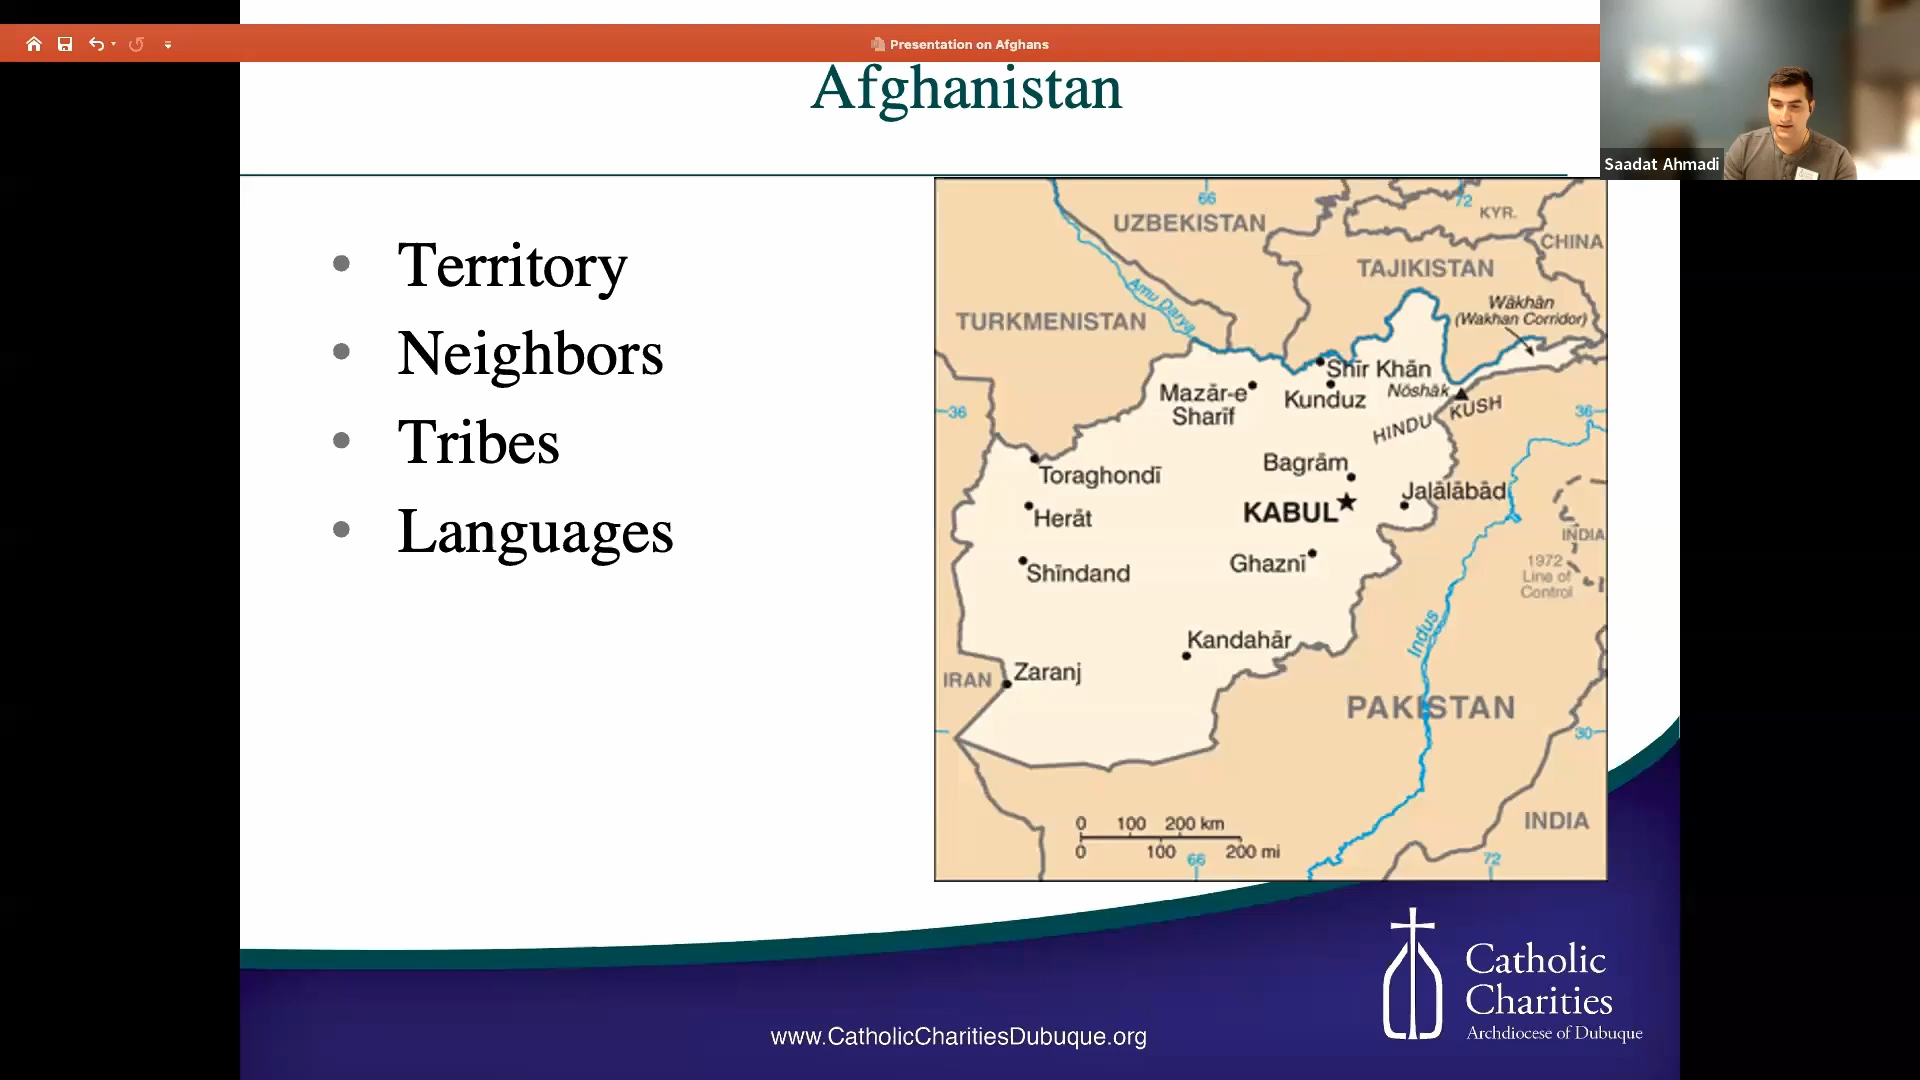 Presentation on Afghans
Afghanistan
Saadat Ahmadi
Territory
Neighbors
Tribes
Languages
66
72
UZBEKISTAN
KYR.
CHINA
TAJIKISTAN
Amu Darya
Wākhān
(Wakhan Corridor)
TURKMENISTAN
Shīr Khān
Mazār-e
Sharīf
Kunduz
Nōshāk
36
36
HINDU KUSH
Bagrām
Toraghondī
Jalālābād
KABUL
Herāt
INDIA
Ghaznī
1972
Line of
Control
Shīndand
Indus
Kandahār
IRAN
Zaranj
PAKISTAN
30
INDIA
0 100 200 km
0 100 200 mi
66
72
Catholic
Charities
Archdiocese of Dubuque
www.CatholicCharitiesDubuque.org